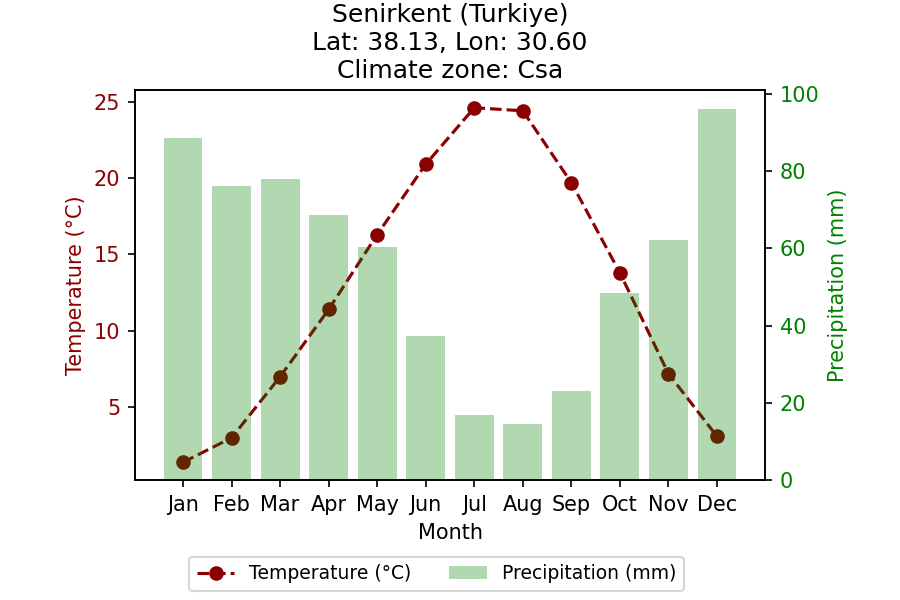 Senirkent (Turkiye)
Lat: 38.13, Lon: 30.60
Climate zone: Csa
25
20
15
10
5
Temperature (°C)
100
80
60
40
20
0
Precipitation (mm)
Jan Feb Mar Apr May Jun Jul Aug Sep Oct Nov Dec
Month
Temperature (°C) Precipitation (mm)